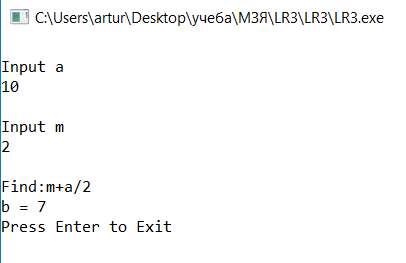 C:\Users\artur\Desktop\учеба\МЗЯ\LR3\LR3\LR3.exe
Input a
10
Input m
2
Find:m+a/2
b = 7
Press Enter to Exit